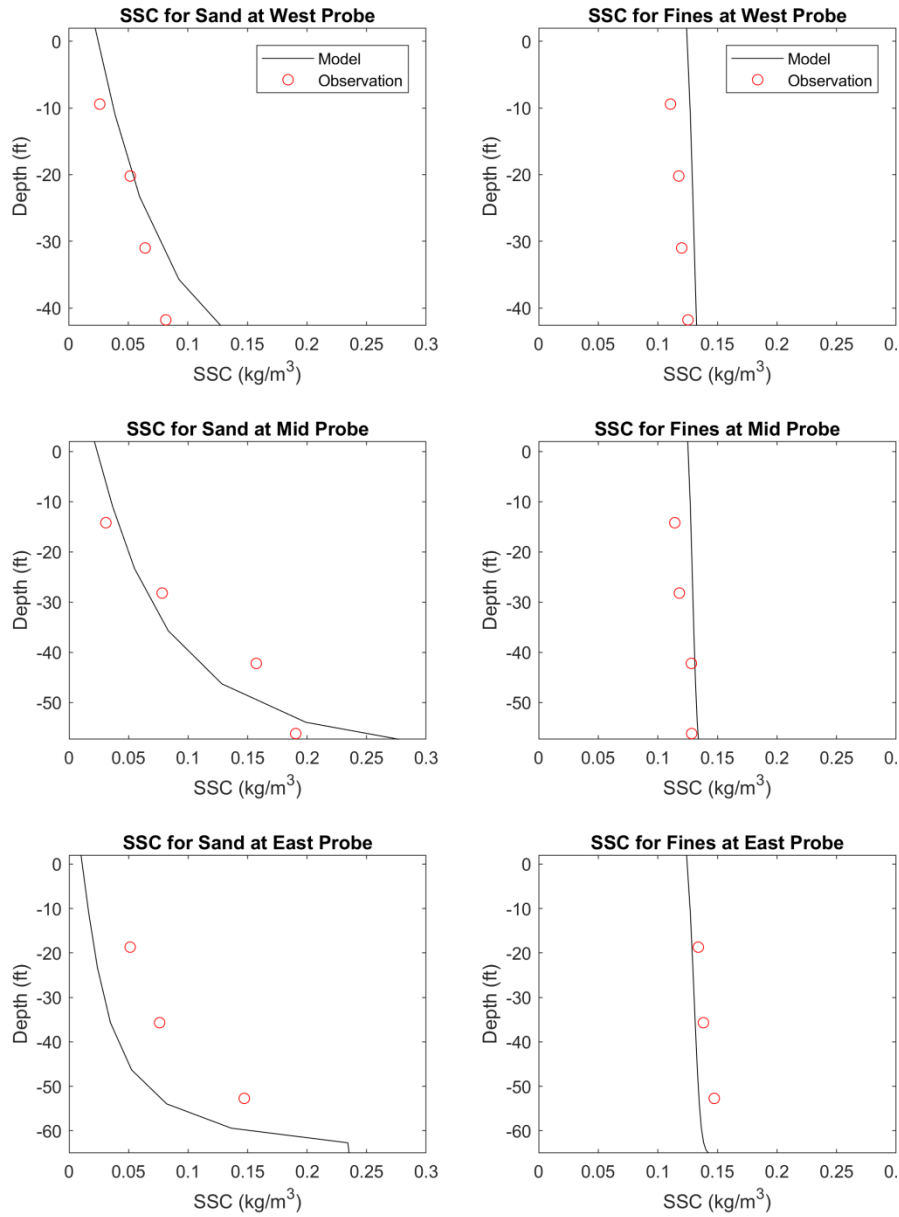 SSC for Sand at West Probe
Model
Observation
0
-10
-20
-30
-40
Depth (ft)
0 0.05 0.1 0.15 0.2 0.25 0.3
SSC (kg/m³)
SSC for Fines at West Probe
Model
Observation
0
-10
-20
-30
-40
Depth (ft)
0 0.05 0.1 0.15 0.2 0.25 0.
SSC (kg/m³)
SSC for Sand at Mid Probe
0
-10
-20
-30
-40
-50
Depth (ft)
0 0.05 0.1 0.15 0.2 0.25 0.3
SSC (kg/m³)
SSC for Fines at Mid Probe
0
-10
-20
-30
-40
-50
Depth (ft)
0 0.05 0.1 0.15 0.2 0.25 0.
SSC (kg/m³)
SSC for Sand at East Probe
0
-10
-20
-30
-40
-50
-60
Depth (ft)
0 0.05 0.1 0.15 0.2 0.25 0.3
SSC (kg/m³)
SSC for Fines at East Probe
0
-10
-20
-30
-40
-50
-60
Depth (ft)
0 0.05 0.1 0.15 0.2 0.25 0.
SSC (kg/m³)